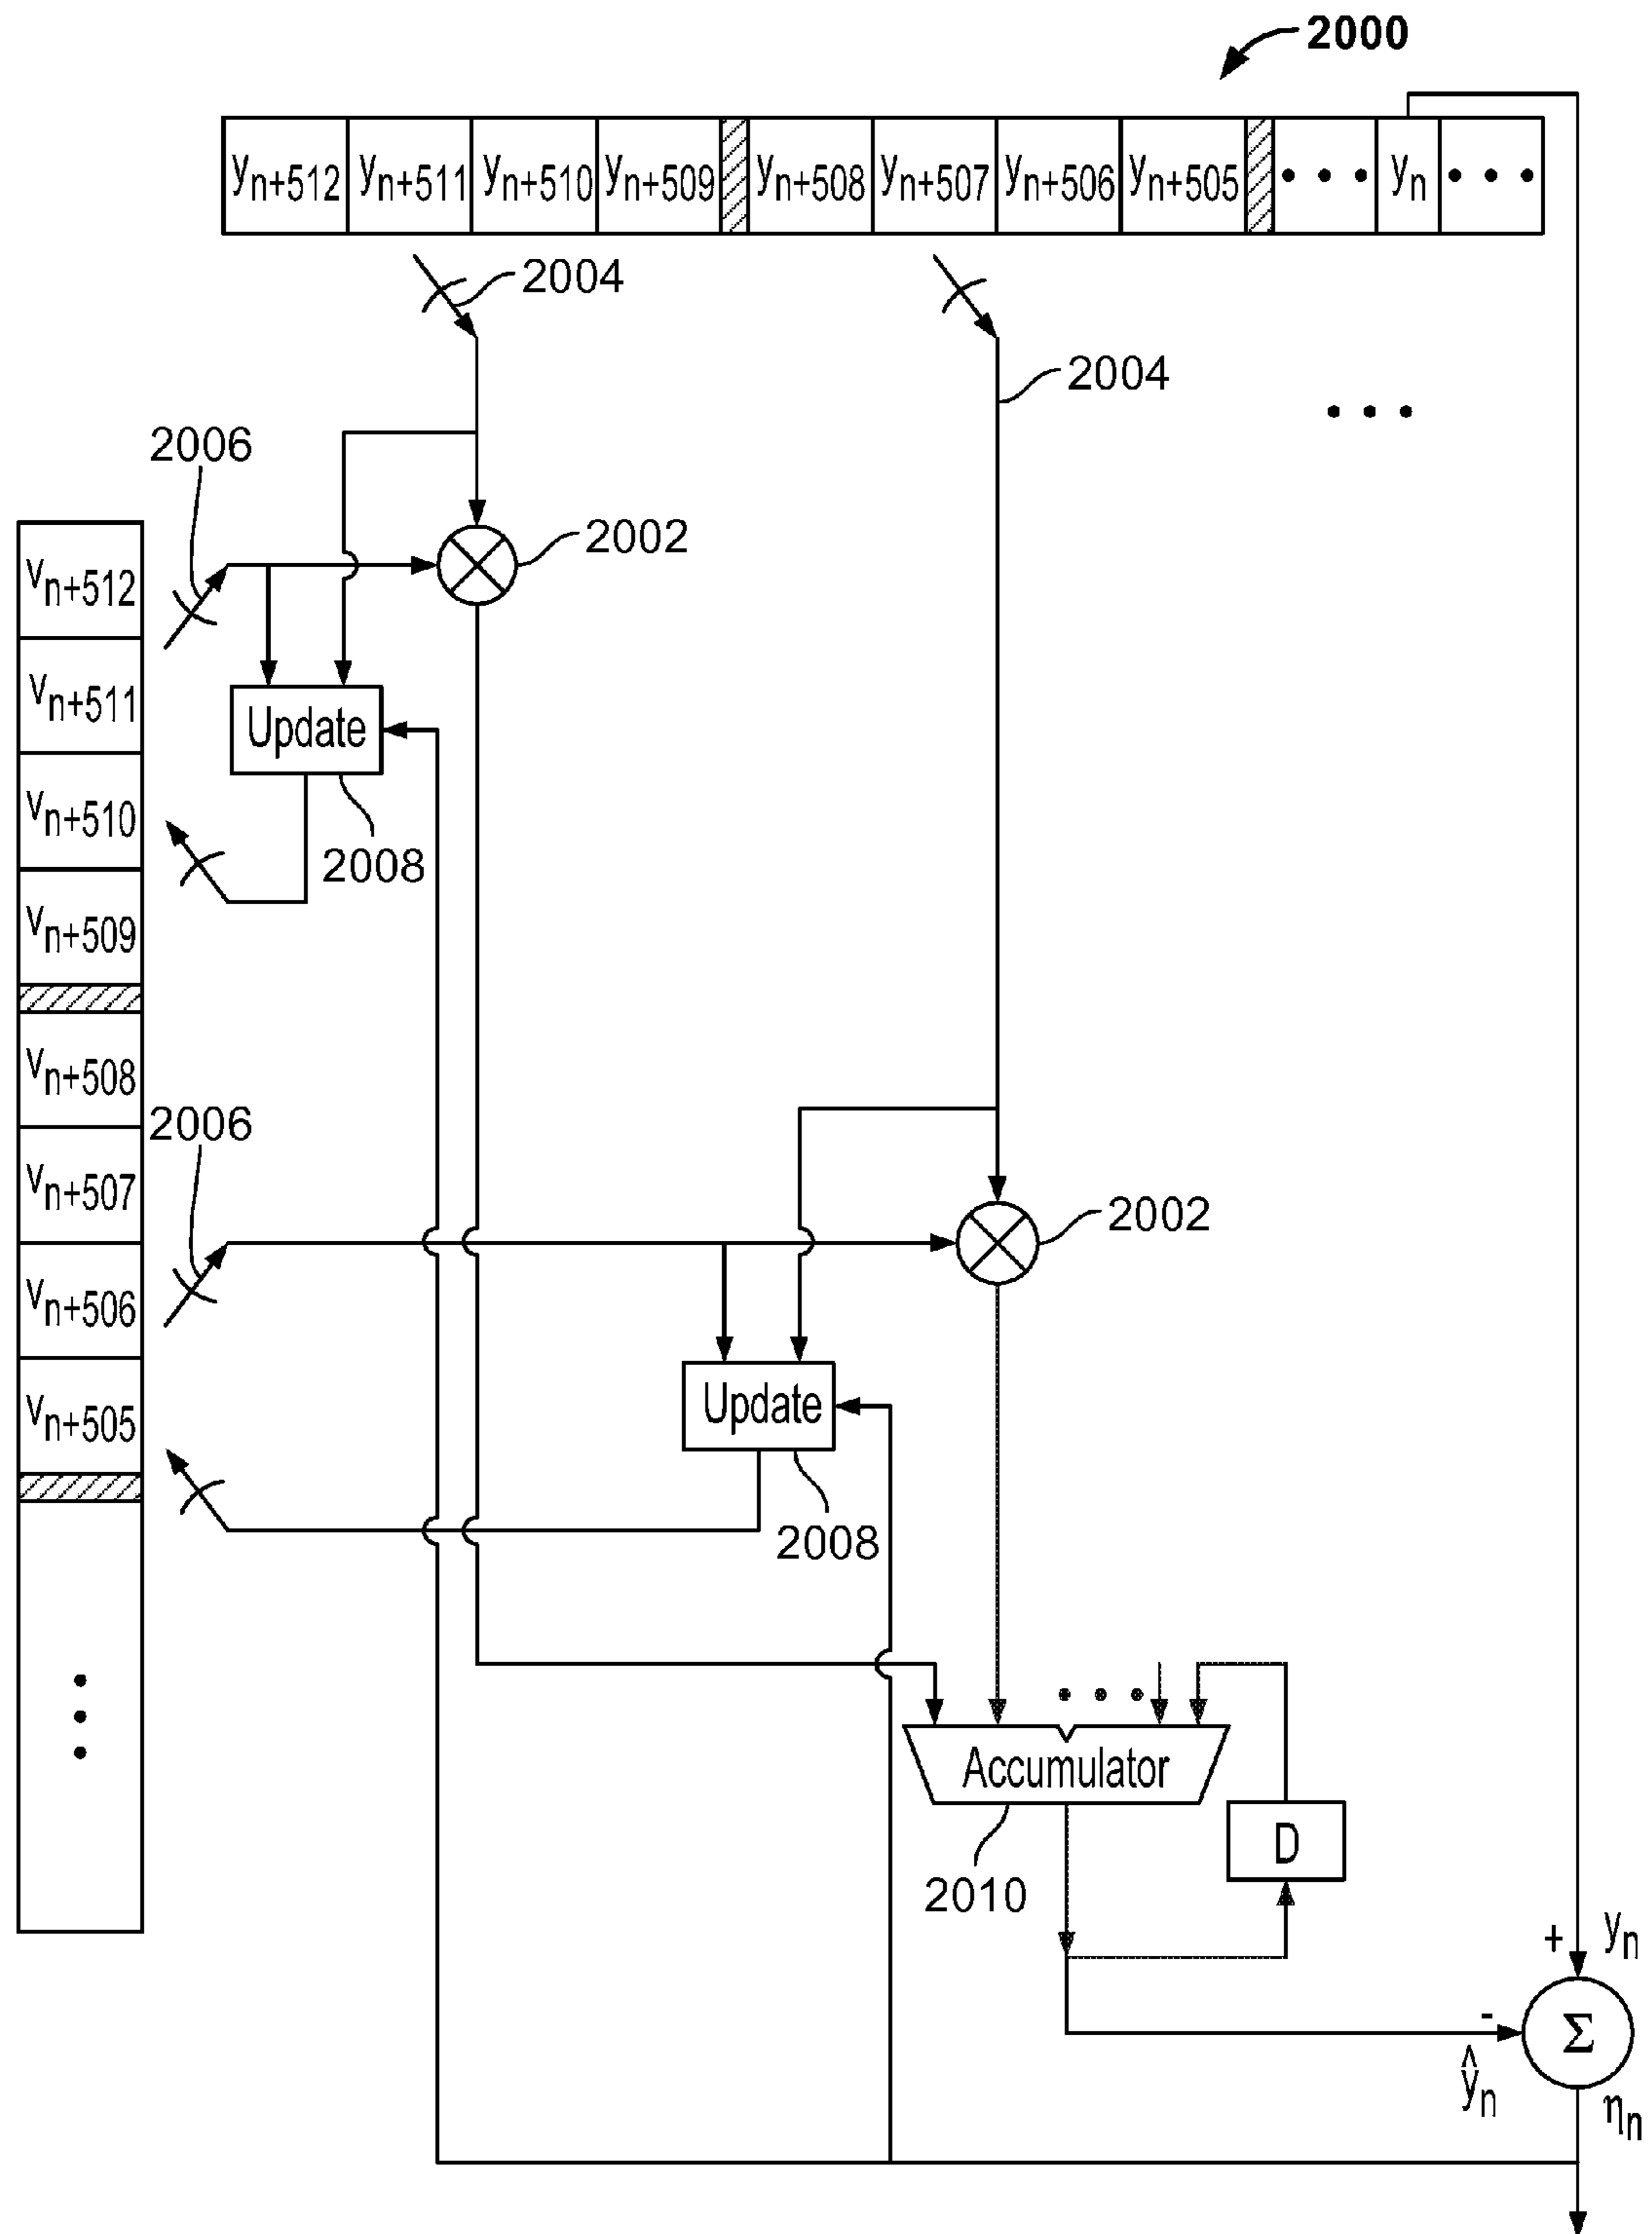 2000
yn+512 yn+511 yn+510 yn+509 yn+508 yn+507 yn+506 yn+505 • • • yn • • •
2004
2004
• • •
2006
2002
vn+512
vn+511
Update
vn+510
2008
vn+509
vn+508
2006
vn+507
2002
vn+506
vn+505
Update
2008
• • •
• • •
Accumulator
D
2010
+ yn
-
Σ
ŷn
ηn